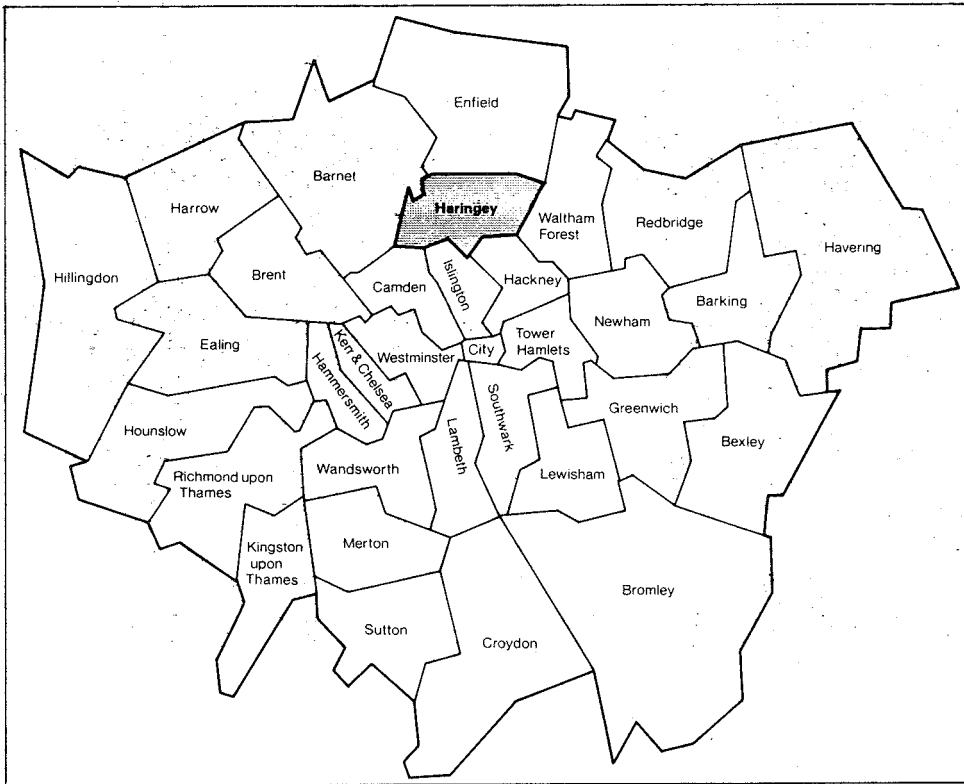 Enfield
Barnet
Haringey
Harrow
Waltham
Forest
Redbridge
Havering
Hillingdon
Brent
Camden
Islington
Hackney
Barking
Newham
Ealing
Kerr & Chelsea
Westminster
City
Tower
Hamlets
Hammersmith
Hounslow
Southwark
Greenwich
Bexley
Lambeth
Richmond upon
Thames
Wandsworth
Lewisham
Kingston
upon
Thames
Merton
Bromley
Sutton
Croydon